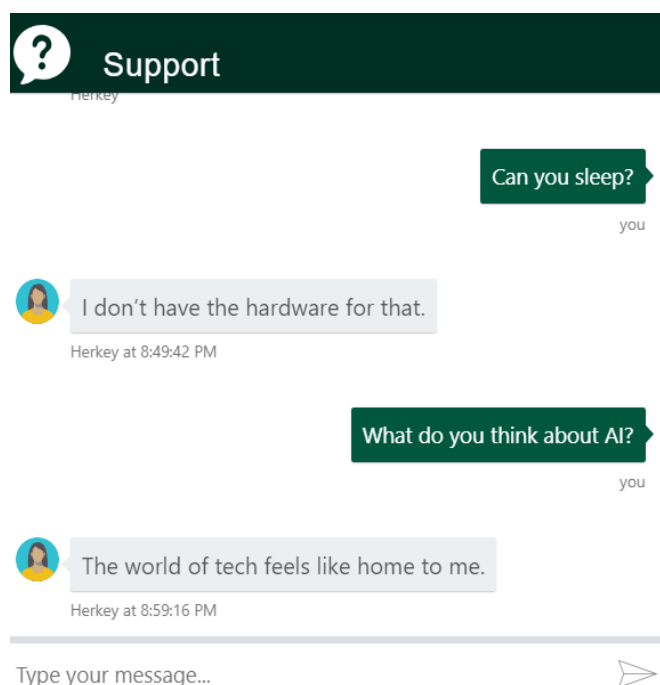 ?
Support
Herkey
Can you sleep?
you
I don’t have the hardware for that.
Herkey at 8:49:42 PM
What do you think about AI?
you
The world of tech feels like home to me.
Herkey at 8:59:16 PM
Type your message...